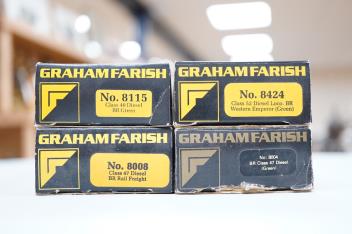 GRAHAM FARISH
No. 8115
Class 40 Diesel
BR Green
GRAHAM FARISH
No. 8424
Class 52 Diesel Loco. BR
Western Emperor (Green)
GRAHAM FARISH
No. 8008
Class 47 Diesel
BR Rail Freight
GRAHAM FARISH
No. 8004
BR Class 47 Diesel
(Green)